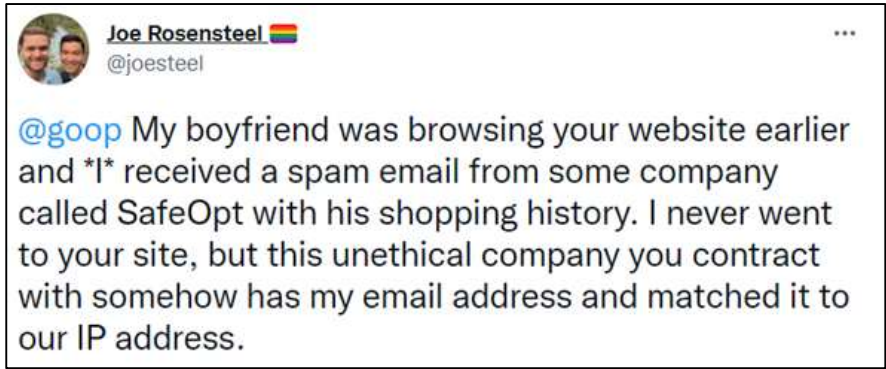 Joe Rosensteel 🏳️‍🌈
@joesteel
@goop My boyfriend was browsing your website earlier
and *I* received a spam email from some company
called SafeOpt with his shopping history. I never went
to your site, but this unethical company you contract
with somehow has my email address and matched it to
our IP address.